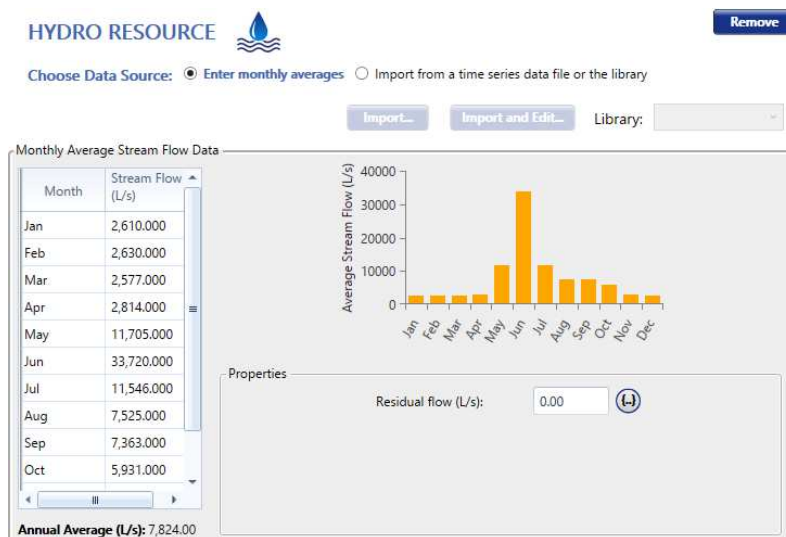 HYDRO RESOURCE
Remove
Choose Data Source: Enter monthly averages Import from a time series data file or the library
Import... Import and Edit... Library:
Monthly Average Stream Flow Data
Month Stream Flow (L/s)
Jan 2,610.000
Feb 2,630.000
Mar 2,577.000
Apr 2,814.000
May 11,705.000
Jun 33,720.000
Jul 11,546.000
Aug 7,525.000
Sep 7,363.000
Oct 5,931.000
Annual Average (L/s): 7,824.00
Average Stream Flow (L/s)
40000
30000
20000
10000
0
Jan Feb Mar Apr May Jun Jul Aug Sep Oct Nov Dec
Properties
Residual flow (L/s): 0.00 {..}